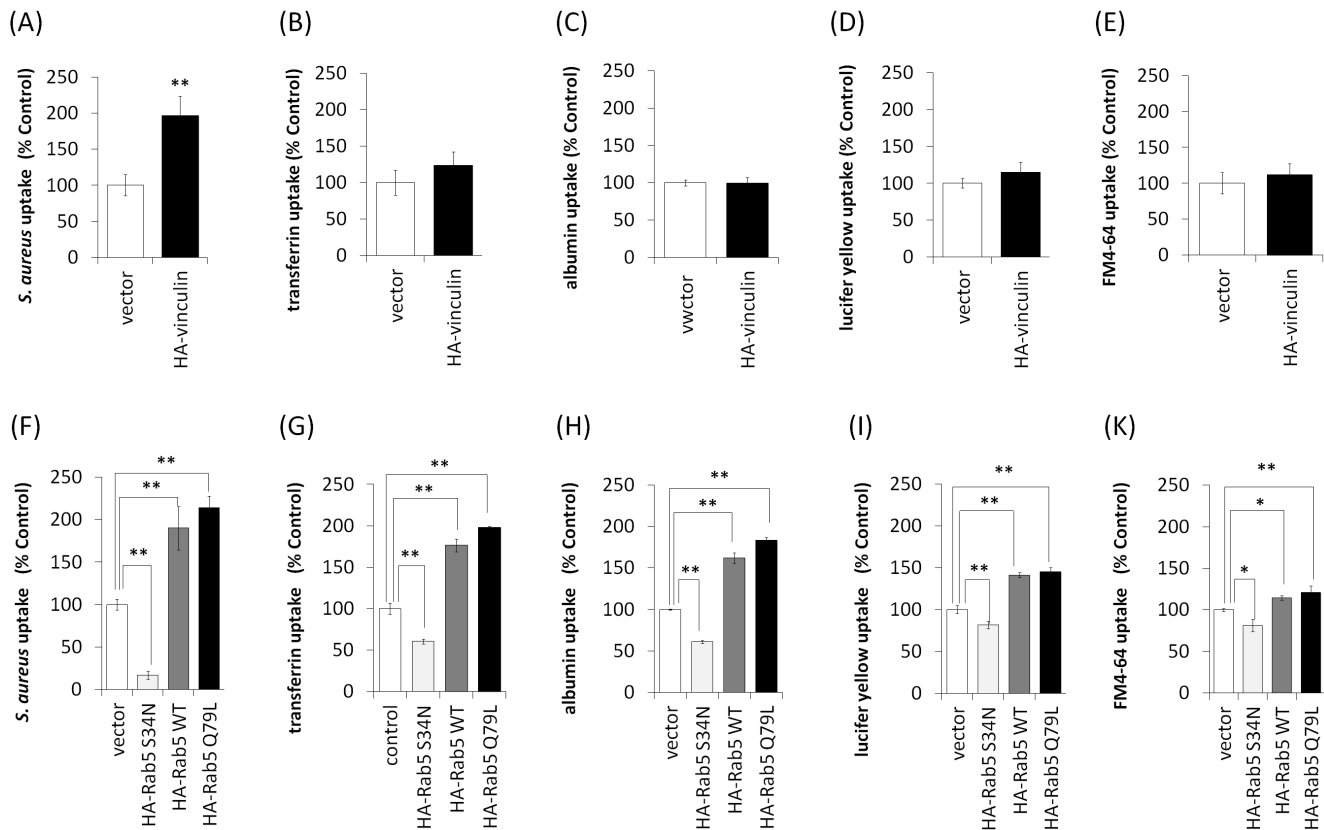 (A)
S. aureus uptake (% Control)
250
200
150
100
50
0
**
vector
HA-vinculin
(B)
transferrin uptake (% Control)
250
200
150
100
50
0
vector
HA-vinculin
(C)
albumin uptake (% Control)
250
200
150
100
50
0
vwctor
HA-vinculin
(D)
lucifer yellow uptake (% Control)
250
200
150
100
50
0
vector
HA-vinculin
(E)
FM4-64 uptake (% Control)
250
200
150
100
50
0
vector
HA-vinculin
(F)
S. aureus uptake (% Control)
250
200
150
100
50
0
**
**
**
vector
HA-Rab5 S34N
HA-Rab5 WT
HA-Rab5 Q79L
(G)
transferrin uptake (% Control)
250
200
150
100
50
0
**
**
**
control
HA-Rab5 S34N
HA-Rab5 WT
HA-Rab5 Q79L
(H)
albumin uptake (% Control)
250
200
150
100
50
0
**
**
**
vector
HA-Rab5 S34N
HA-Rab5 WT
HA-Rab5 Q79L
(I)
lucifer yellow uptake (% Control)
250
200
150
100
50
0
**
**
**
vector
HA-Rab5 S34N
HA-Rab5 WT
HA-Rab5 Q79L
(K)
FM4-64 uptake (% Control)
250
200
150
100
50
0
**
*
*
vector
HA-Rab5 S34N
HA-Rab5 WT
HA-Rab5 Q79L